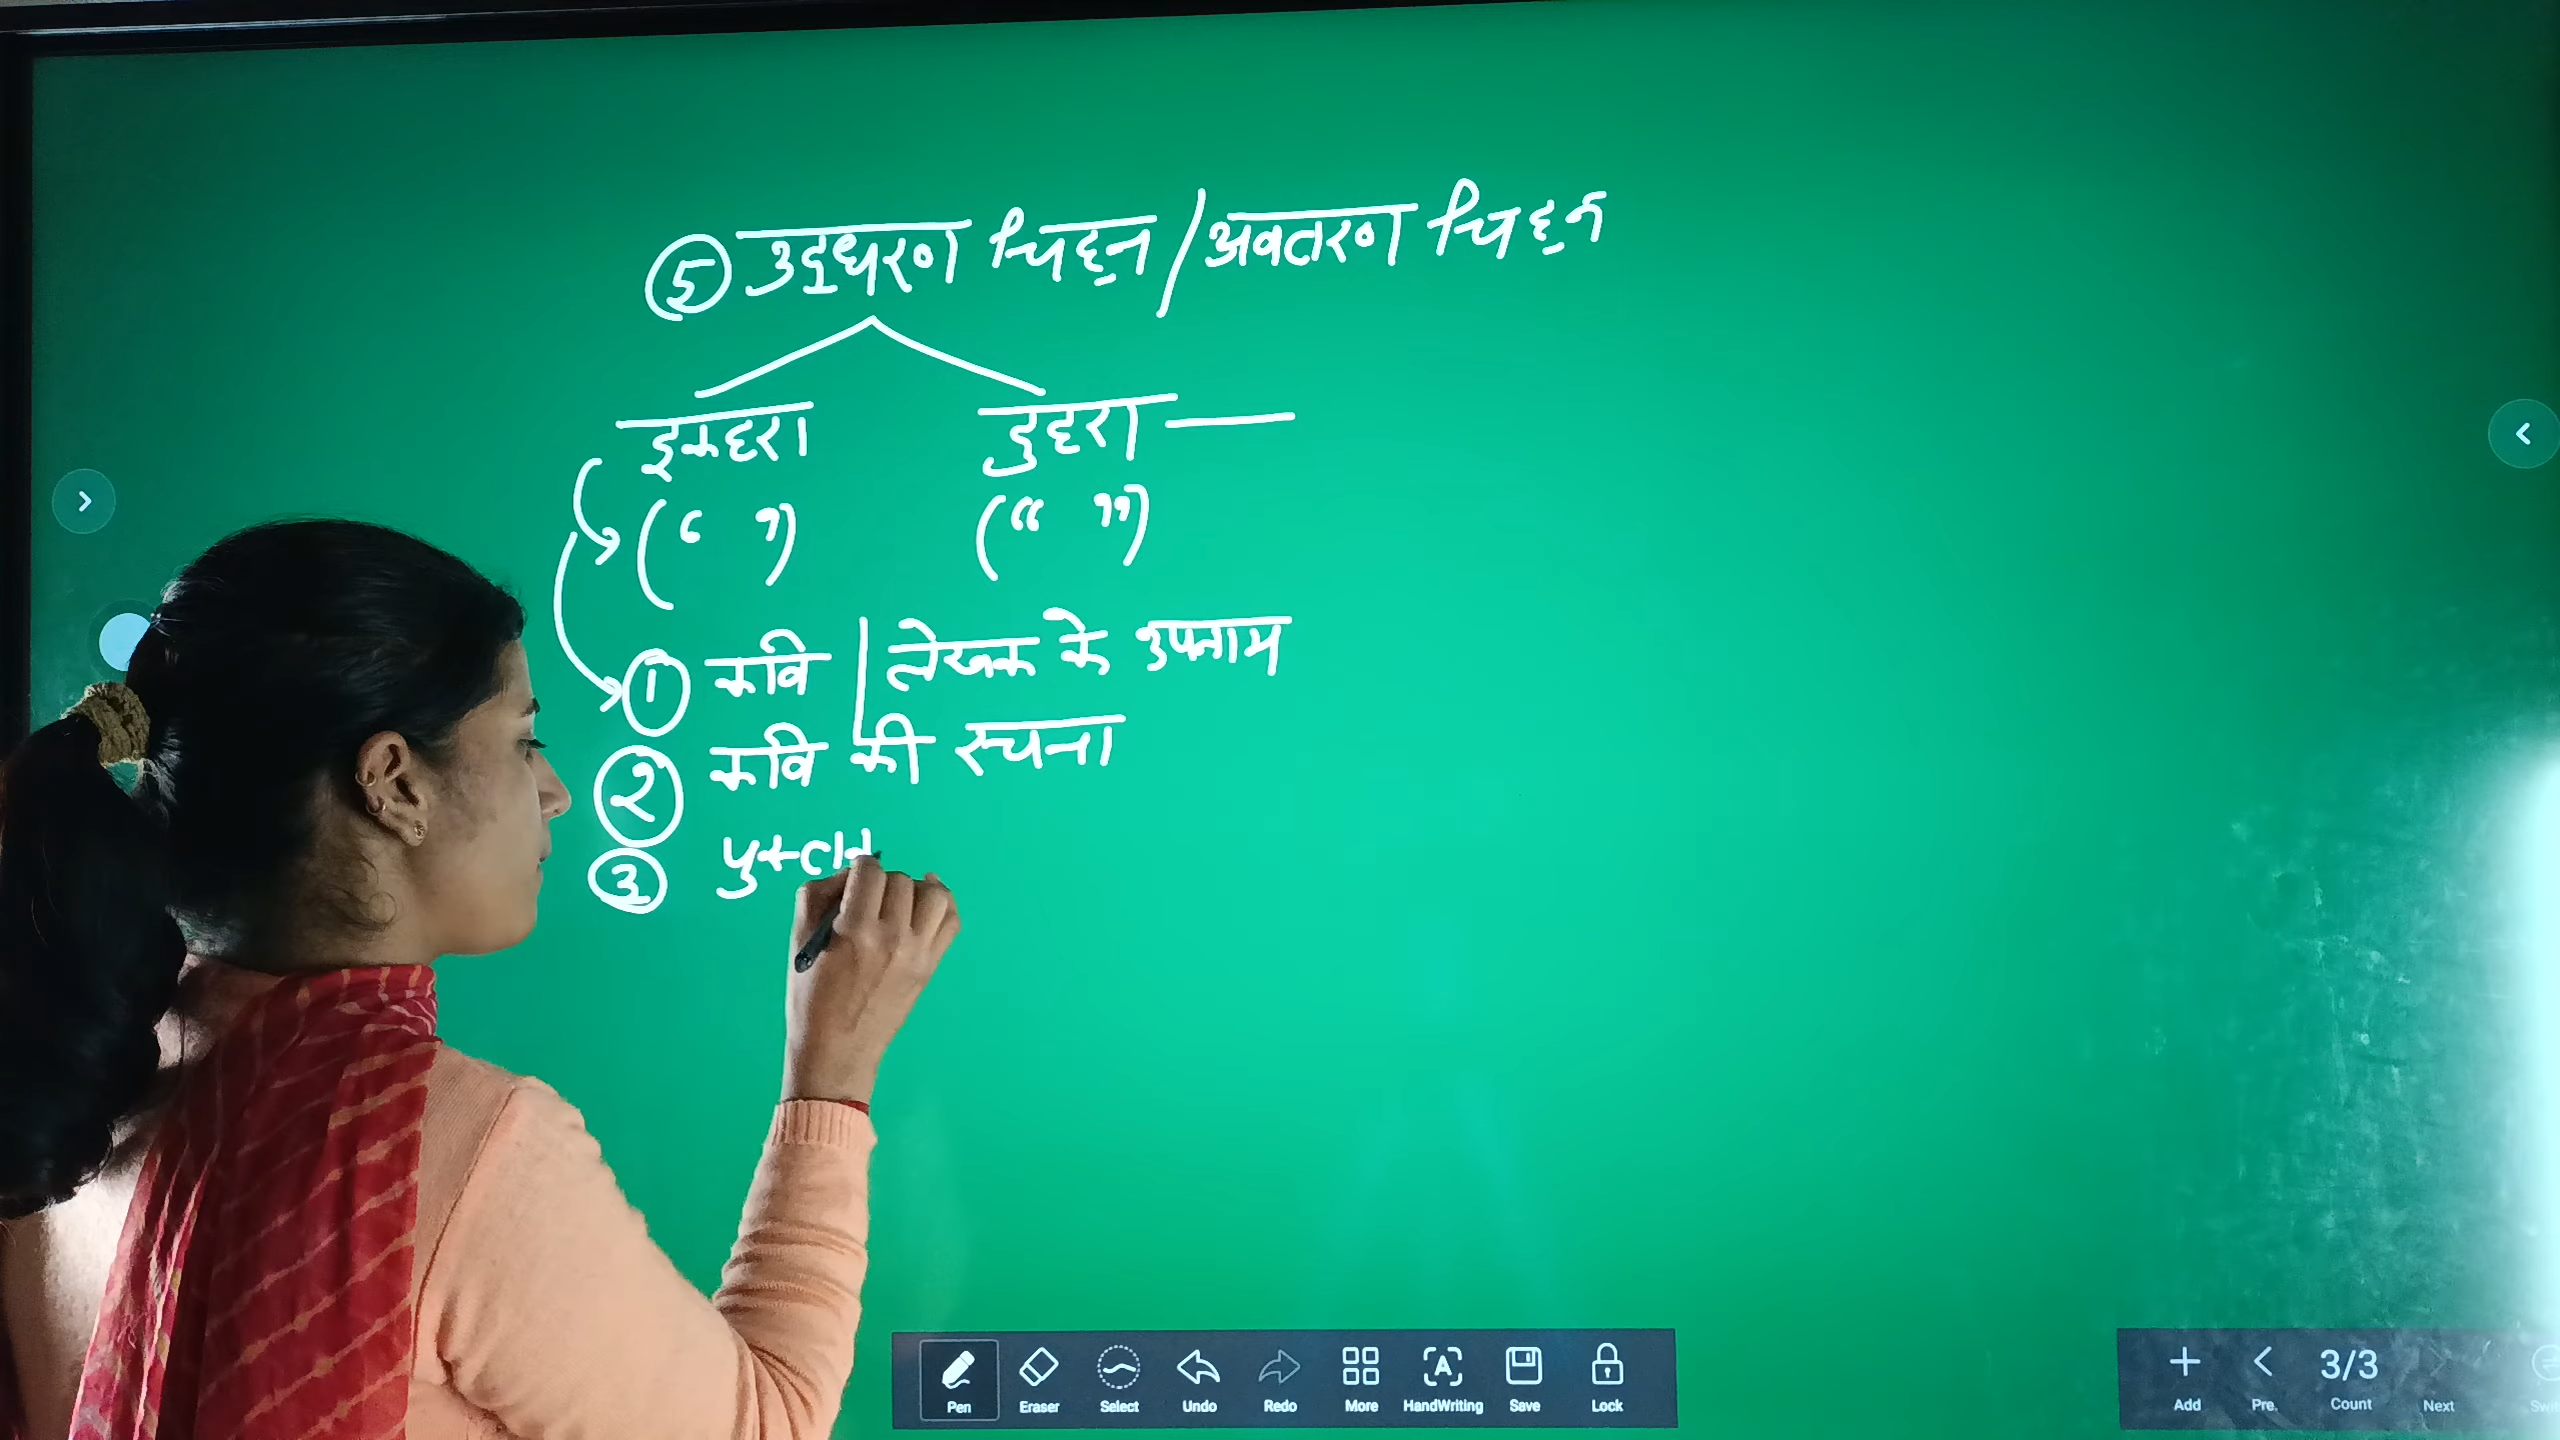 ⑤ उद्धरण चिह्न / अवतरण चिह्न
इकहरा दुहरा —
(‘ ’) (“ ”)
① कवि / लेखक के उपनाम
② कवि की रचना
③ पुस्तक
Pen Eraser Select Undo Redo More HandWriting Save Lock
3/3
Add Pre. Count Next